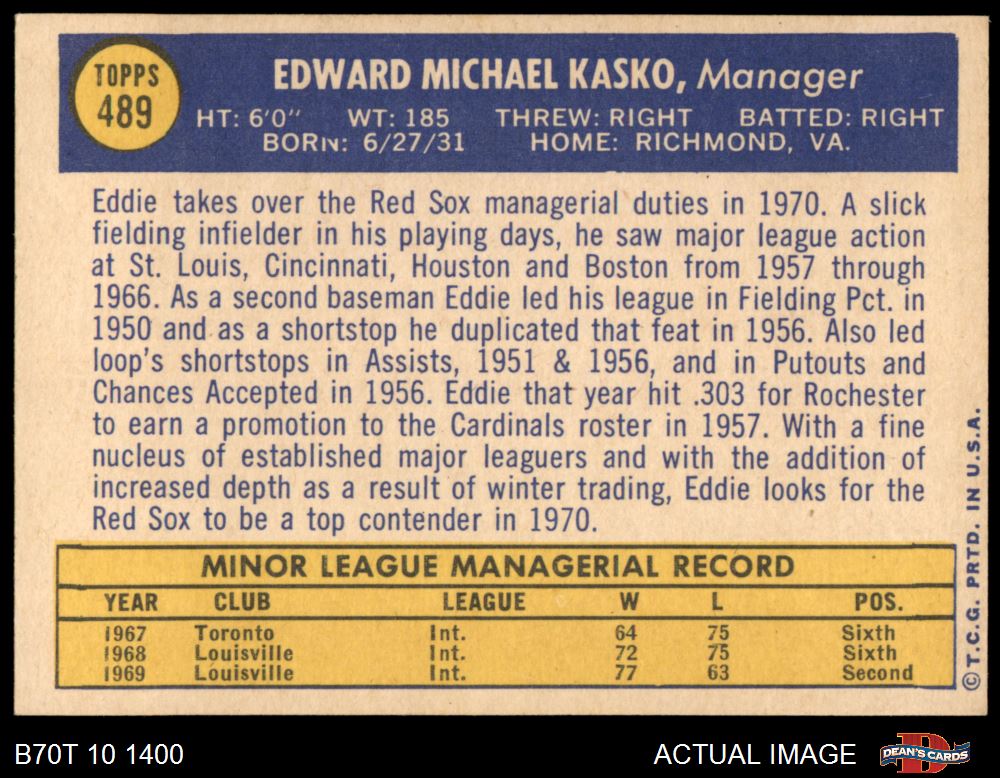 TOPPS
489
EDWARD MICHAEL KASKO, Manager
HT: 6'0" WT: 185 THREW: RIGHT BATTED: RIGHT
BORN: 6/27/31 HOME: RICHMOND, VA.
Eddie takes over the Red Sox managerial duties in 1970. A slick
fielding infielder in his playing days, he saw major league action
at St. Louis, Cincinnati, Houston and Boston from 1957 through
1966. As a second baseman Eddie led his league in Fielding Pct. in
1950 and as a shortstop he duplicated that feat in 1956. Also led
loop's shortstops in Assists, 1951 & 1956, and in Putouts and
Chances Accepted in 1956. Eddie that year hit .303 for Rochester
to earn a promotion to the Cardinals roster in 1957. With a fine
nucleus of established major leaguers and with the addition of
increased depth as a result of winter trading, Eddie looks for the
Red Sox to be a top contender in 1970.
MINOR LEAGUE MANAGERIAL RECORD
YEAR CLUB LEAGUE W L POS.
1967 Toronto Int. 64 75 Sixth
1968 Louisville Int. 72 75 Sixth
1969 Louisville Int. 77 63 Second
© T.C.G. PRTD. IN U.S.A.
B70T 10 1400
ACTUAL IMAGE
DEAN'S CARDS